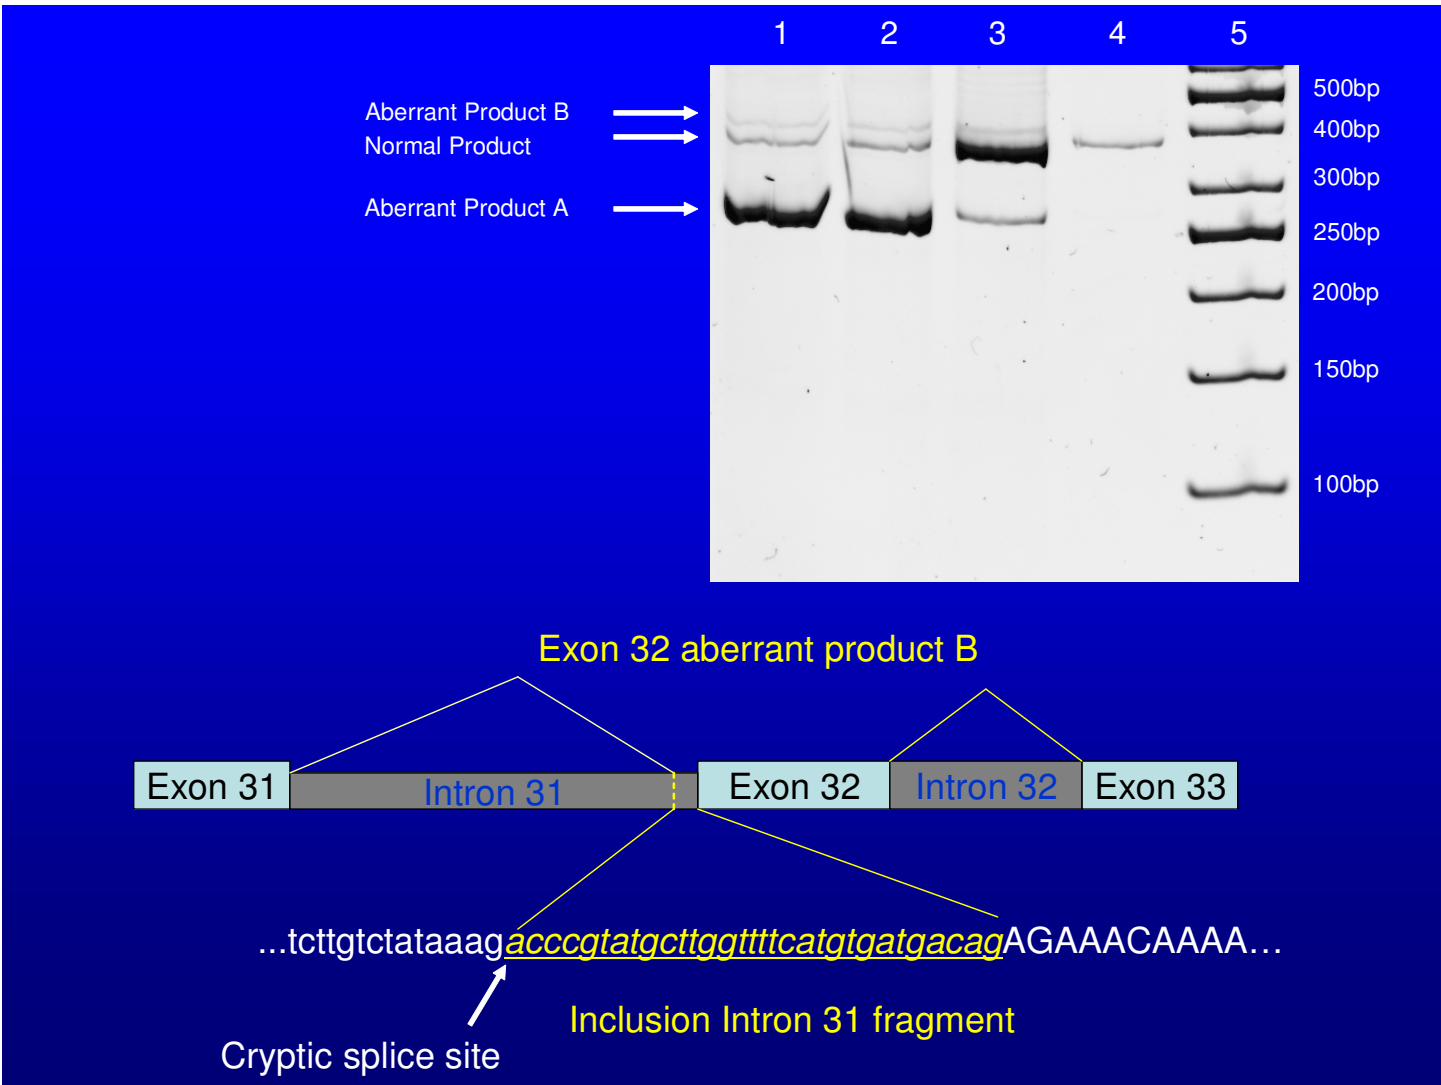 1 2 3 4 5
500bp
Aberrant Product B
400bp
Normal Product
300bp
Aberrant Product A
250bp
200bp
150bp
100bp
Exon 32 aberrant product B
Exon 31 Intron 31 Exon 32 Intron 32 Exon 33
...tcttgtctataaagacccgtatgcttggttttcatgtgatgacagAGAAACAAAA...
Inclusion Intron 31 fragment
Cryptic splice site